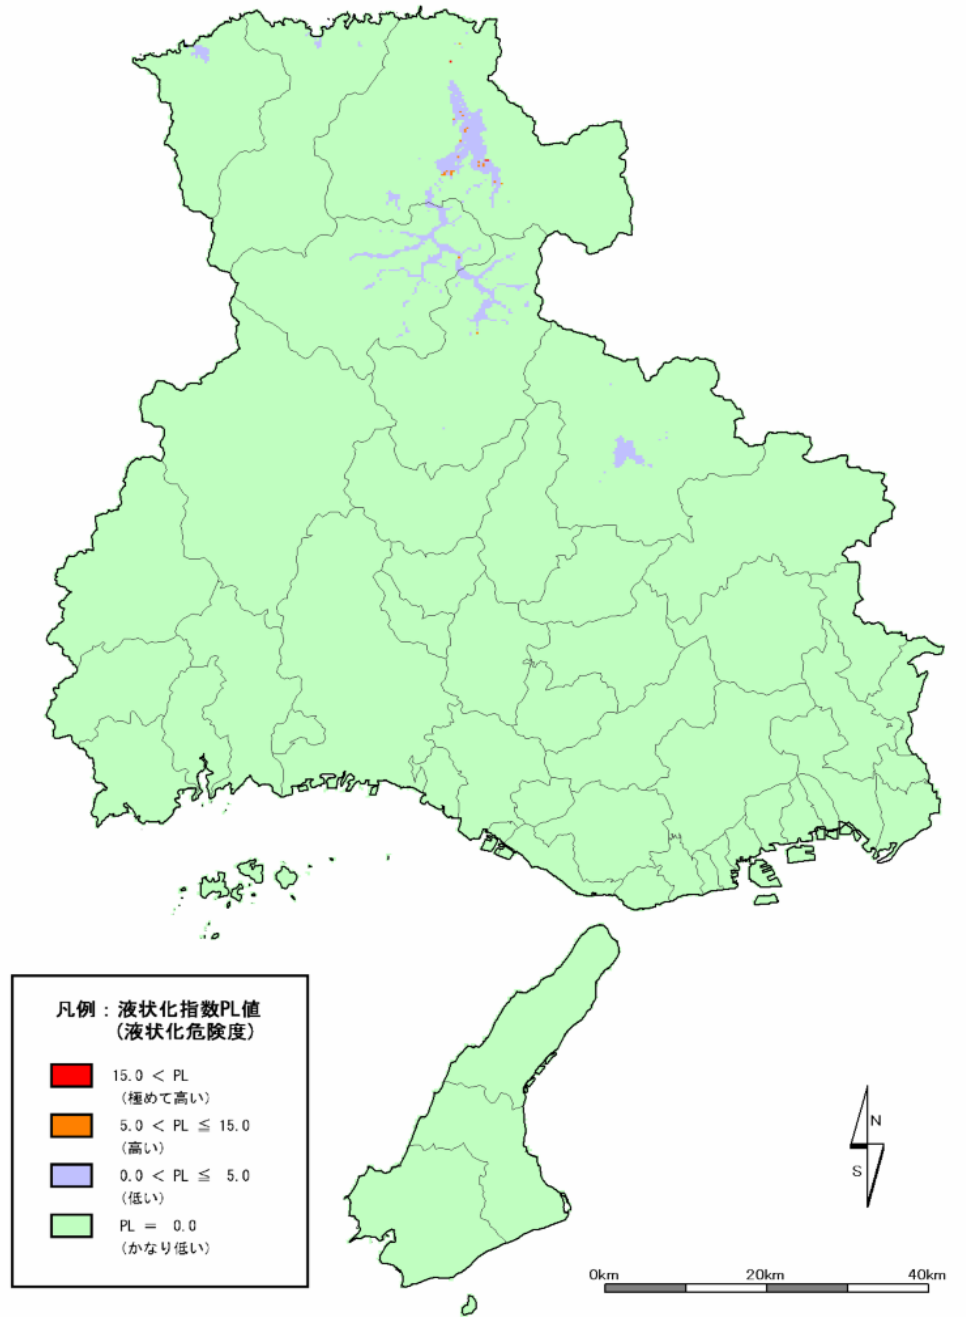 凡例：液状化指数PL値
(液状化危険度)
15.0 < PL
(極めて高い)
5.0 < PL ≦ 15.0
(高い)
0.0 < PL ≦ 5.0
(低い)
PL = 0.0
(かなり低い)
N
S
0km 20km 40km